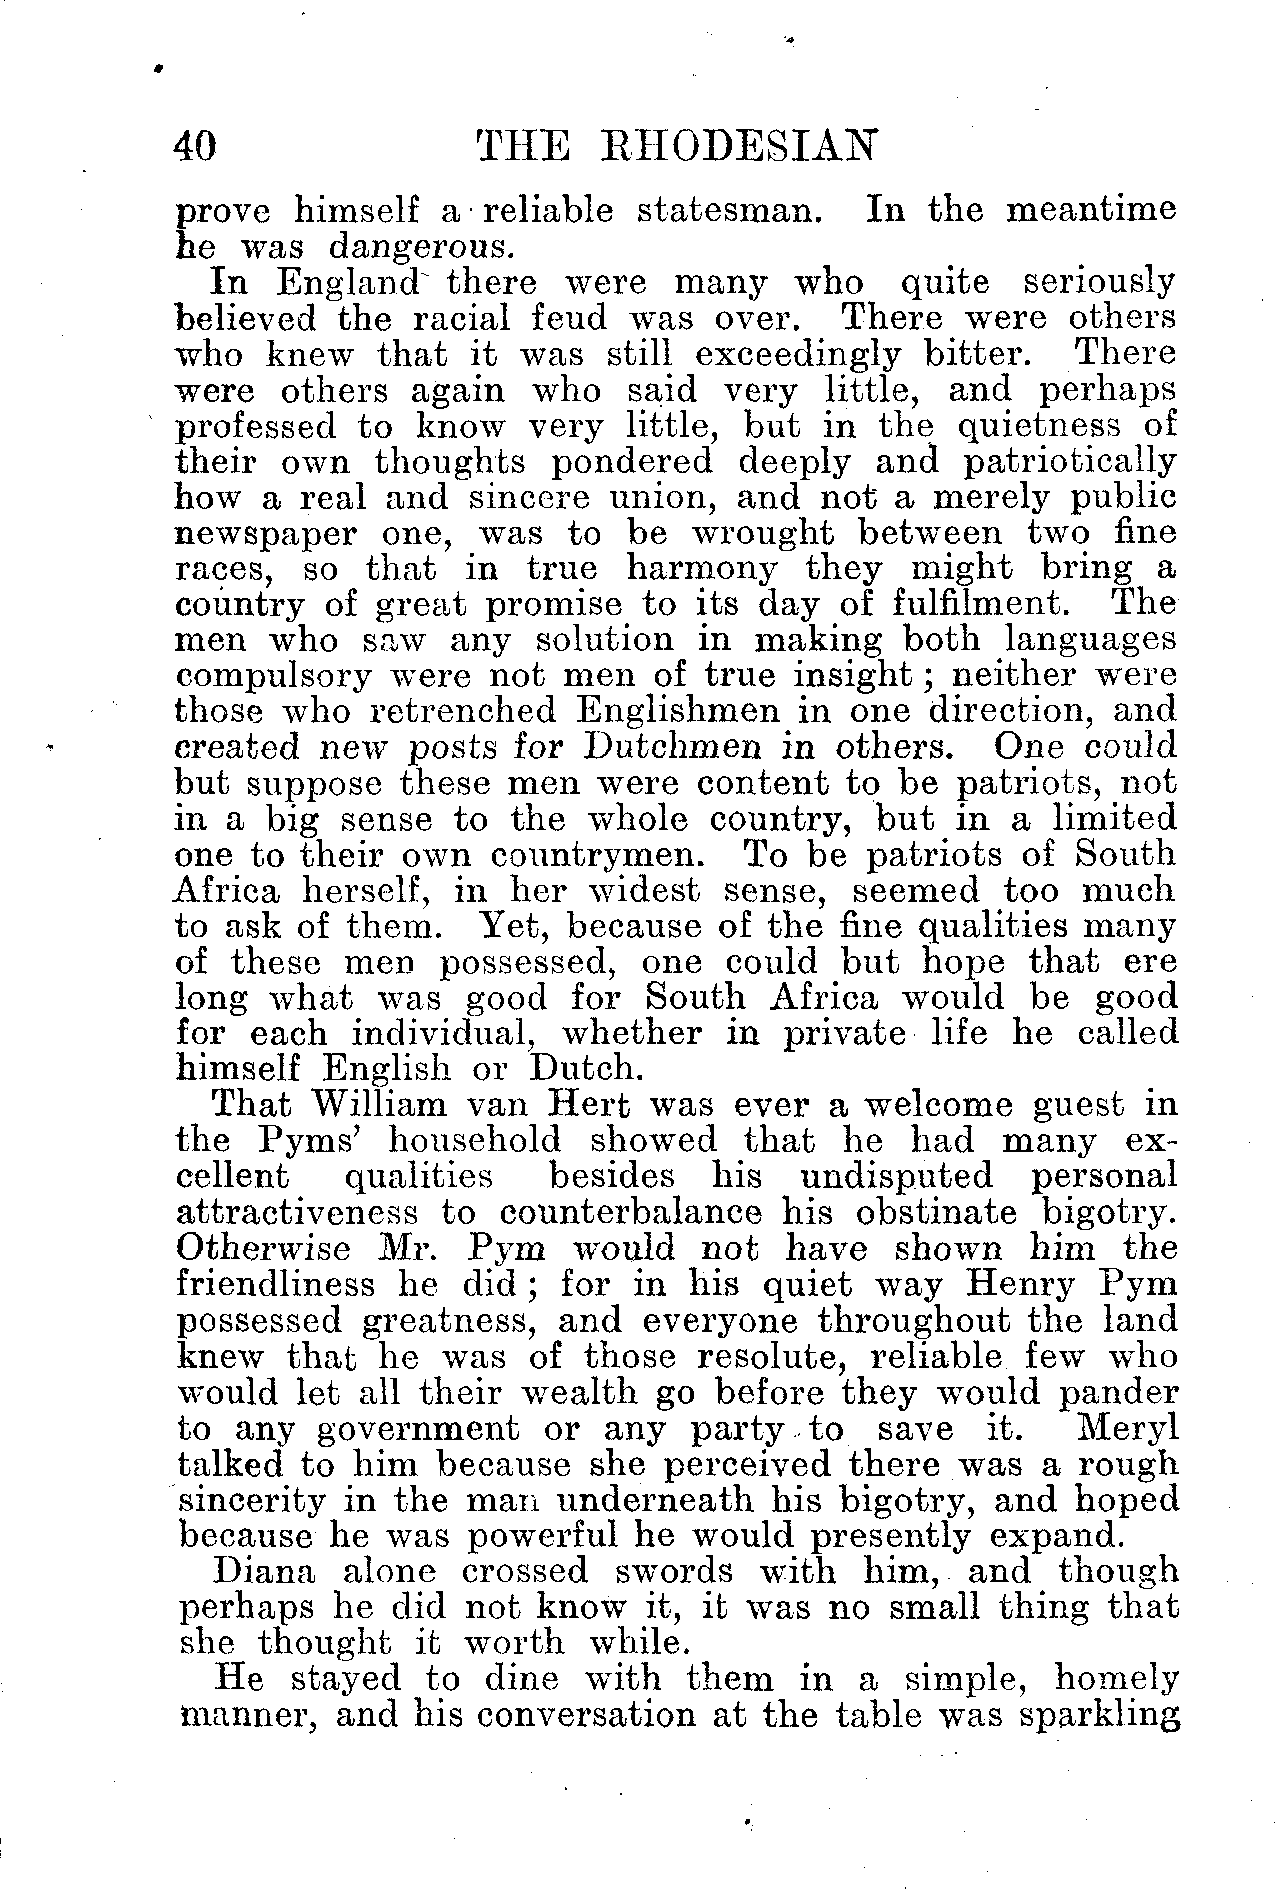 40 THE RHODESIAN
prove himself a reliable statesman. In the meantime
he was dangerous.
In England there were many who quite seriously
believed the racial feud was over. There were others
who knew that it was still exceedingly bitter. There
were others again who said very little, and perhaps
professed to know very little, but in the quietness of
their own thoughts pondered deeply and patriotically
how a real and sincere union, and not a merely public
newspaper one, was to be wrought between two fine
races, so that in true harmony they might bring a
country of great promise to its day of fulfilment. The
men who saw any solution in making both languages
compulsory were not men of true insight ; neither were
those who retrenched Englishmen in one direction, and
created new posts for Dutchmen in others. One could
but suppose these men were content to be patriots, not
in a big sense to the whole country, but in a limited
one to their own countrymen. To be patriots of South
Africa herself, in her widest sense, seemed too much
to ask of them. Yet, because of the fine qualities many
of these men possessed, one could but hope that ere
long what was good for South Africa would be good
for each individual, whether in private life he called
himself English or Dutch.
That William van Hert was ever a welcome guest in
the Pyms' household showed that he had many ex-
cellent qualities besides his undisputed personal
attractiveness to counterbalance his obstinate bigotry.
Otherwise Mr. Pym would not have shown him the
friendliness he did ; for in his quiet way Henry Pym
possessed greatness, and everyone throughout the land
knew that he was of those resolute, reliable few who
would let all their wealth go before they would pander
to any government or any party to save it. Meryl
talked to him because she perceived there was a rough
sincerity in the man underneath his bigotry, and hoped
because he was powerful he would presently expand.
Diana alone crossed swords with him, and though
perhaps he did not know it, it was no small thing that
she thought it worth while.
He stayed to dine with them in a simple, homely
manner, and his conversation at the table was sparkling